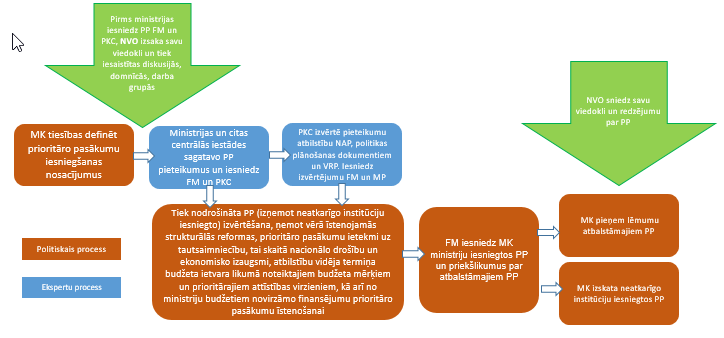 Pirms ministrijas
iesniedz PP FM un
PKC, NVO izsaka savu
viedokli un tiek
iesaistītas diskusijās,
domnīcās, darba
grupās
NVO sniedz savu
viedokli un redzējumu
par PP
MK tiesības definēt
prioritāro pasākumu
iesniegšanas
nosacījumus
Ministrijas un citas
centrālās iestādes
sagatavo PP
pieteikumus un iesniedz
FM un PKC
PKC izvērtē pieteikumu
atbilstību NAP, politikas
plānošanas dokumentiem
un VRP. Iesniedz
izvērtējumu FM un MP
Tiek nodrošināta PP (izņemot neatkarīgo institūciju
iesniegto) izvērtēšana, ņemot vērā īstenojamās
strukturālās reformas, prioritāro pasākumu ietekmi uz
tautsaimniecību, tai skaitā nacionālo drošību un
ekonomisko izaugsmi, atbilstību vidēja termiņa
budžeta ietvara likumā noteiktajiem budžeta mērķiem
un prioritārajiem attīstības virzieniem, kā arī no
ministriju budžetiem novirzāmo finansējumu prioritāro
pasākumu īstenošanai
FM iesniedz MK
ministriju iesniegtos PP
un priekšlikumus par
atbalstāmajiem PP
MK pieņem lēmumu
atbalstāmajiem PP
MK izskata neatkarīgo
institūciju iesniegtos PP
Politiskais process
Ekspertu process